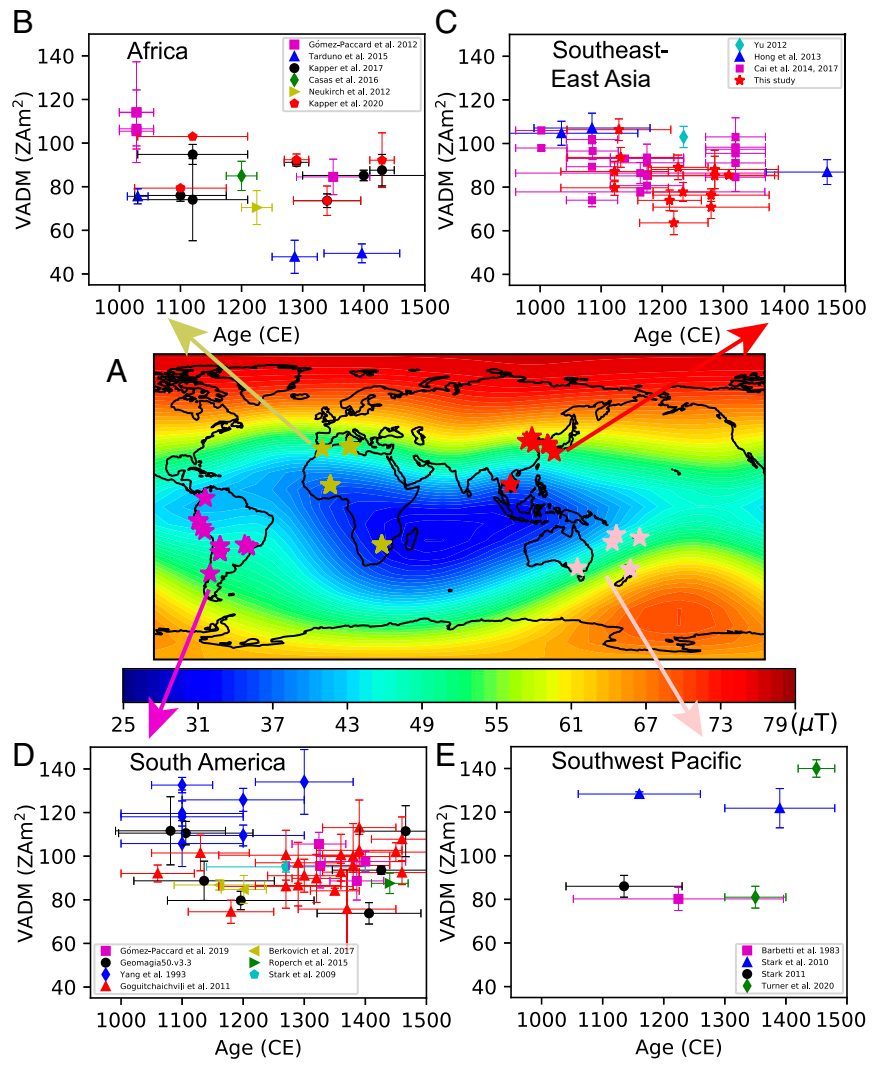 B
Africa
Gómez-Paccard et al. 2012
Tarduno et al. 2015
Kapper et al. 2017
Casas et al. 2016
Neukirch et al. 2012
Kapper et al. 2020
VADM (ZAm²)
140
120
100
80
60
40
1000 1100 1200 1300 1400 1500
Age (CE)
C
Southeast-
East Asia
Yu 2012
Hong et al. 2013
Cai et al. 2014, 2017
This study
VADM (ZAm²)
140
120
100
80
60
40
1000 1100 1200 1300 1400 1500
Age (CE)
A
25 31 37 43 49 56 61 67 73 79 (μT)
D
South America
VADM (ZAm²)
140
120
100
80
60
40
Gómez-Paccard et al. 2019
Geomagia50.v3.3
Yang et al. 1993
Goguitchaichvili et al. 2011
Berkovich et al. 2017
Roperch et al. 2015
Stark et al. 2009
1000 1100 1200 1300 1400 1500
Age (CE)
E
Southwest Pacific
VADM (ZAm²)
140
120
100
80
60
40
Barbetti et al. 1983
Stark et al. 2010
Stark 2011
Turner et al. 2020
1000 1100 1200 1300 1400 1500
Age (CE)